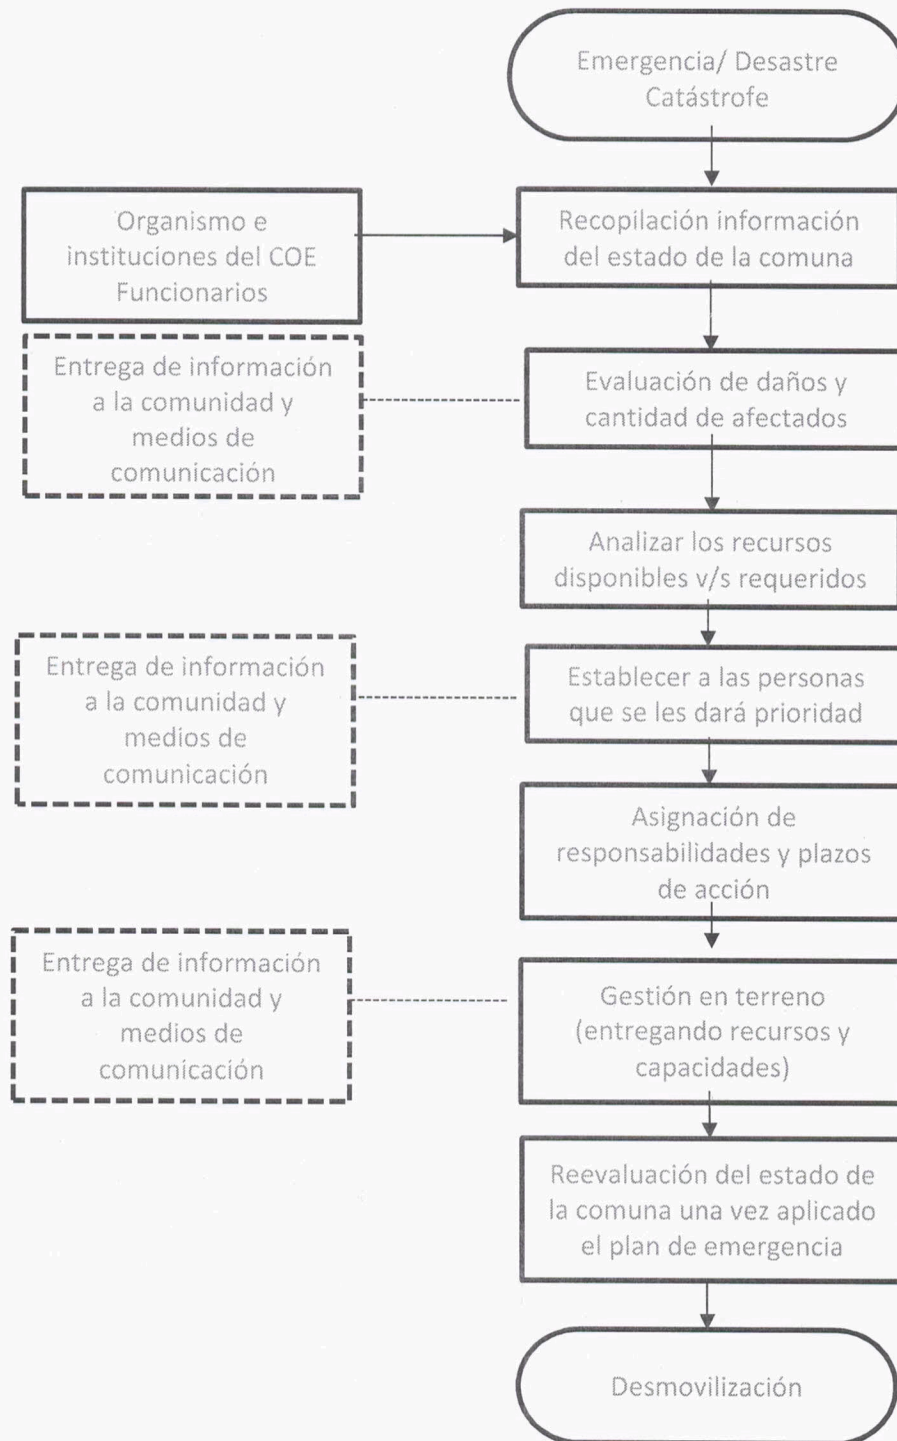 Emergencia/ Desastre
Catástrofe
Organismo e
instituciones del COE
Funcionarios
Recopilación información
del estado de la comuna
Entrega de información
a la comunidad y
medios de
comunicación
Evaluación de daños y
cantidad de afectados
Analizar los recursos
disponibles v/s requeridos
Entrega de información
a la comunidad y
medios de
comunicación
Establecer a las personas
que se les dará prioridad
Asignación de
responsabilidades y plazos
de acción
Entrega de información
a la comunidad y
medios de
comunicación
Gestión en terreno
(entregando recursos y
capacidades)
Reevaluación del estado de
la comuna una vez aplicado
el plan de emergencia
Desmovilización